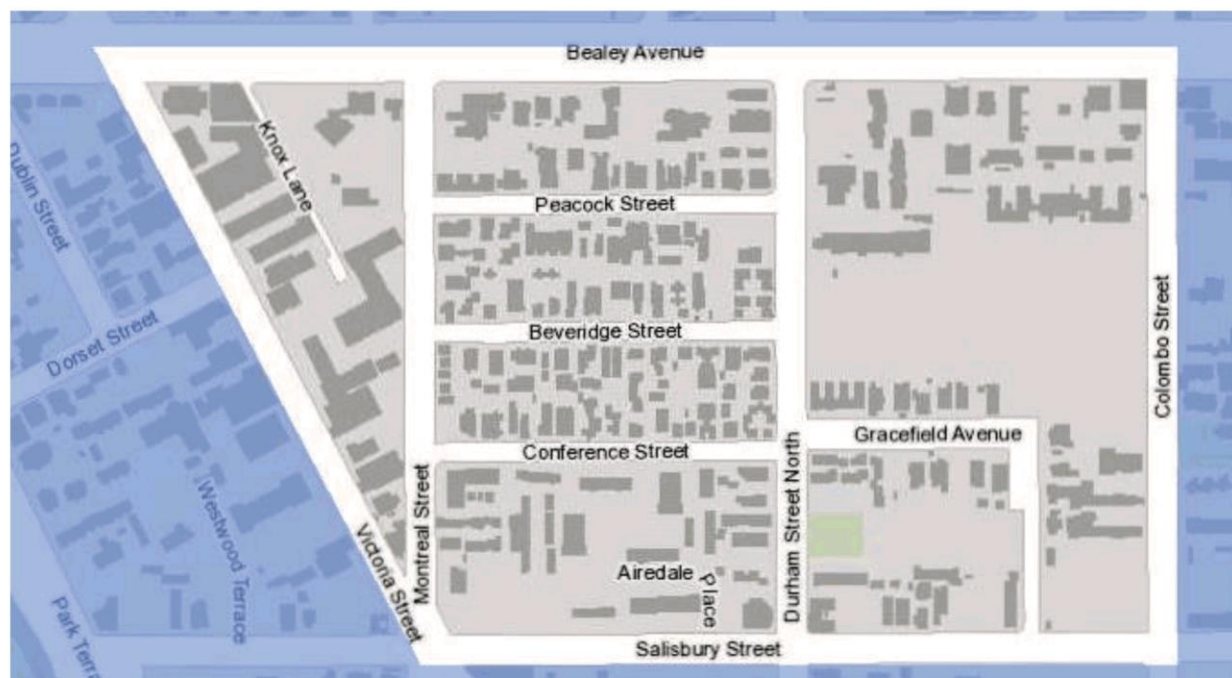 Bealey Avenue
Knox Lane
Dublin Street
Peacock Street
Dorset Street
Beveridge Street
Colombo Street
Gracefield Avenue
Conference Street
Montreal Street
Durham Street North
Westwood Terrace
Victoria Street
Airedale
Place
Park Terra
Salisbury Street